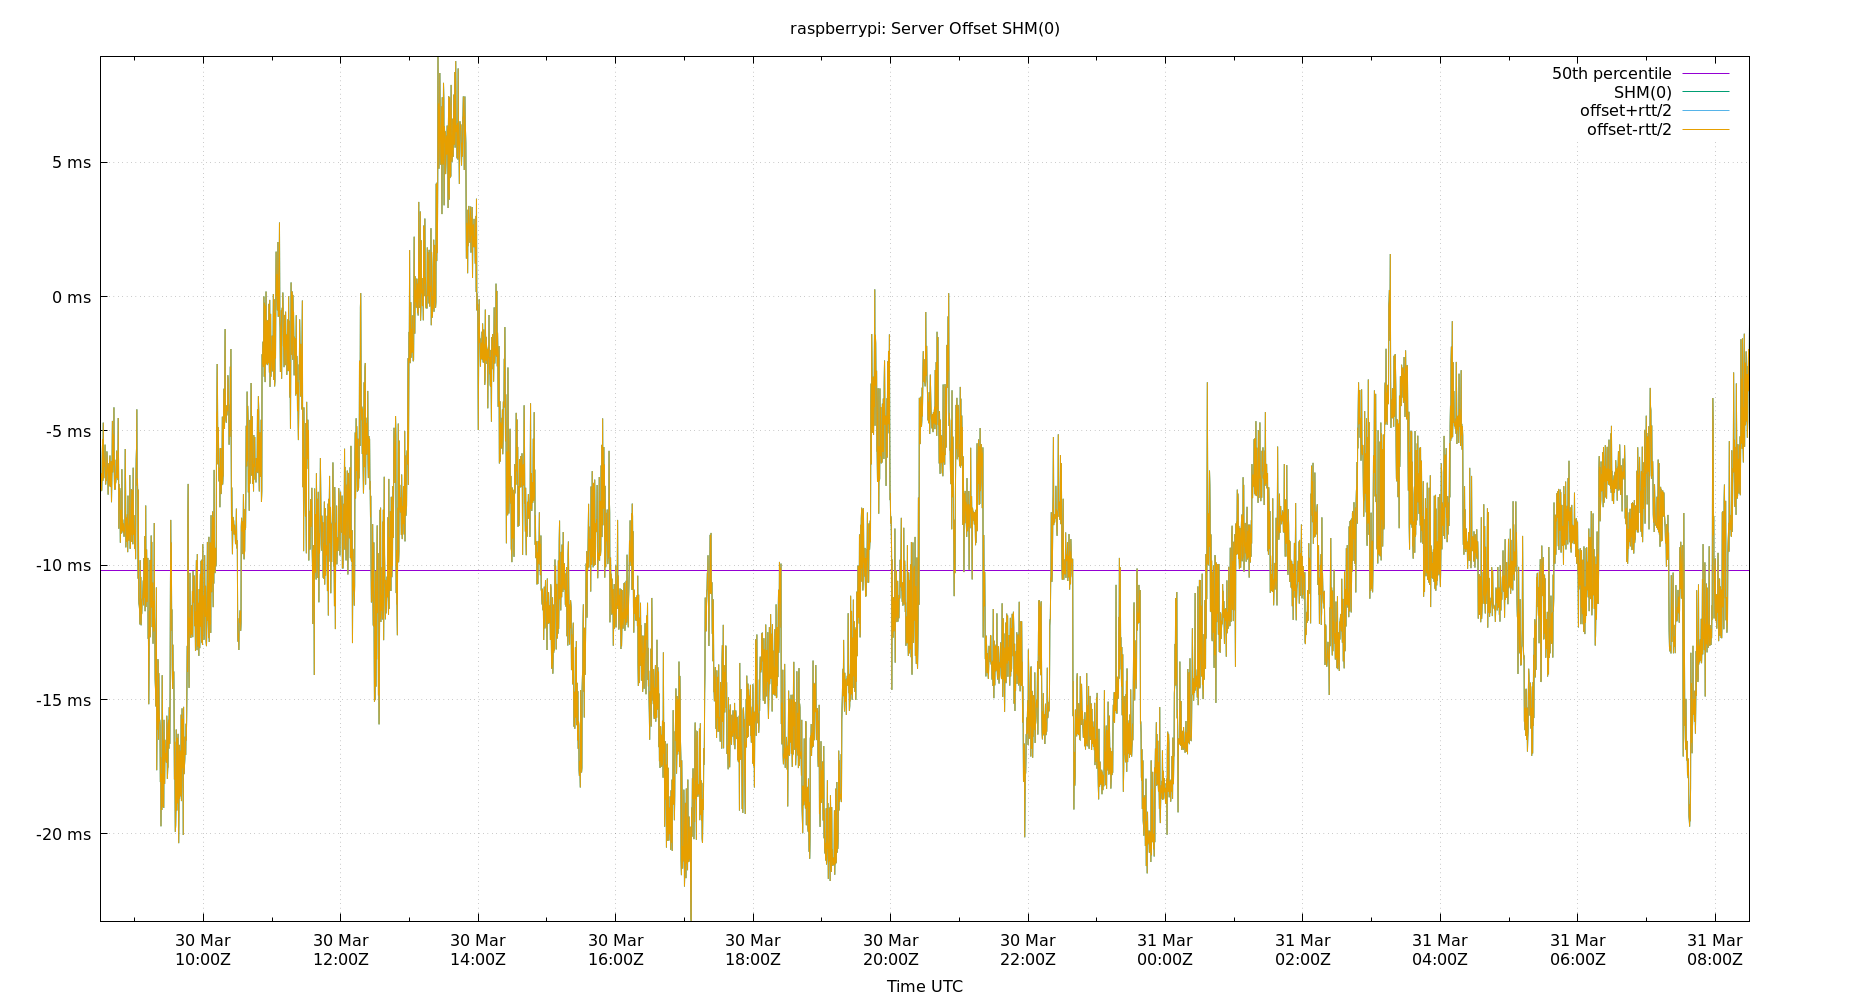 raspberrypi: Server Offset SHM(0)
50th percentile
SHM(0)
offset+rtt/2
offset-rtt/2
5 ms
0 ms
-5 ms
-10 ms
-15 ms
-20 ms
30 Mar 30 Mar 30 Mar 30 Mar 30 Mar 30 Mar 30 Mar 31 Mar 31 Mar 31 Mar 31 Mar 31 Mar
10:00Z 12:00Z 14:00Z 16:00Z 18:00Z 20:00Z 22:00Z 00:00Z 02:00Z 04:00Z 06:00Z 08:00Z
Time UTC